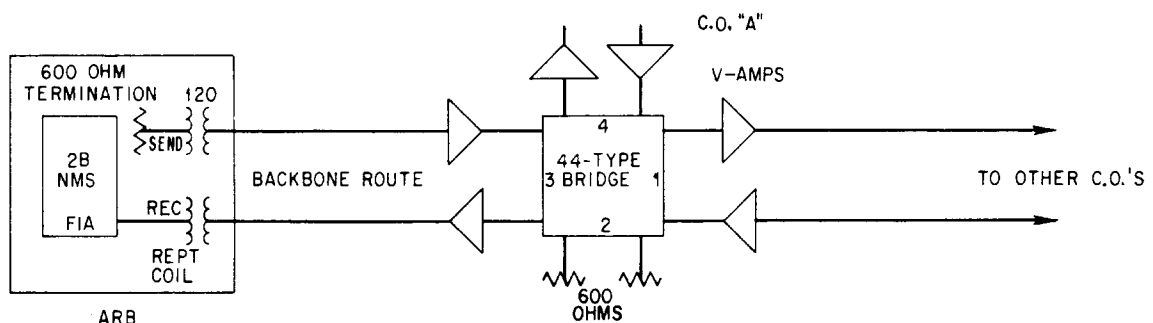 C.O. "A"
600 OHM
TERMINATION
120
V-AMPS
SEND
4
2B
NMS
44-TYPE
3 BRIDGE 1
BACKBONE ROUTE
TO OTHER C.O.'S
REC
FIA
2
REPT
COIL
600
OHMS
ARB